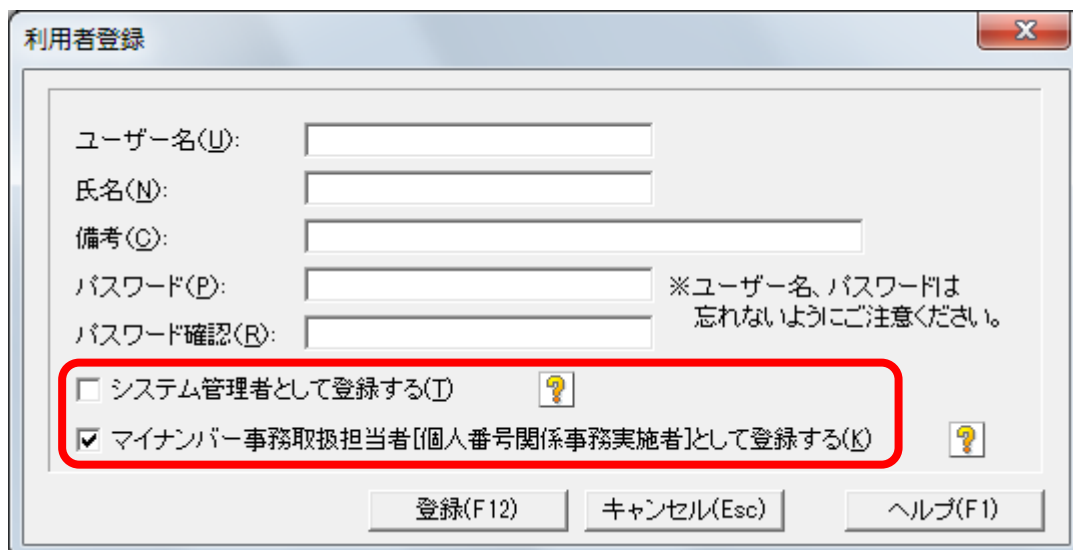 利用者登録
ユーザー名(U):
氏名(N):
備考(C):
パスワード(P):
※ユーザー名、パスワードは
忘れないようにご注意ください。
パスワード確認(R):
システム管理者として登録する(T)
?
マイナンバー事務取扱担当者[個人番号関係事務実施者]として登録する(K)
?
登録(F12)
キャンセル(Esc)
ヘルプ(F1)